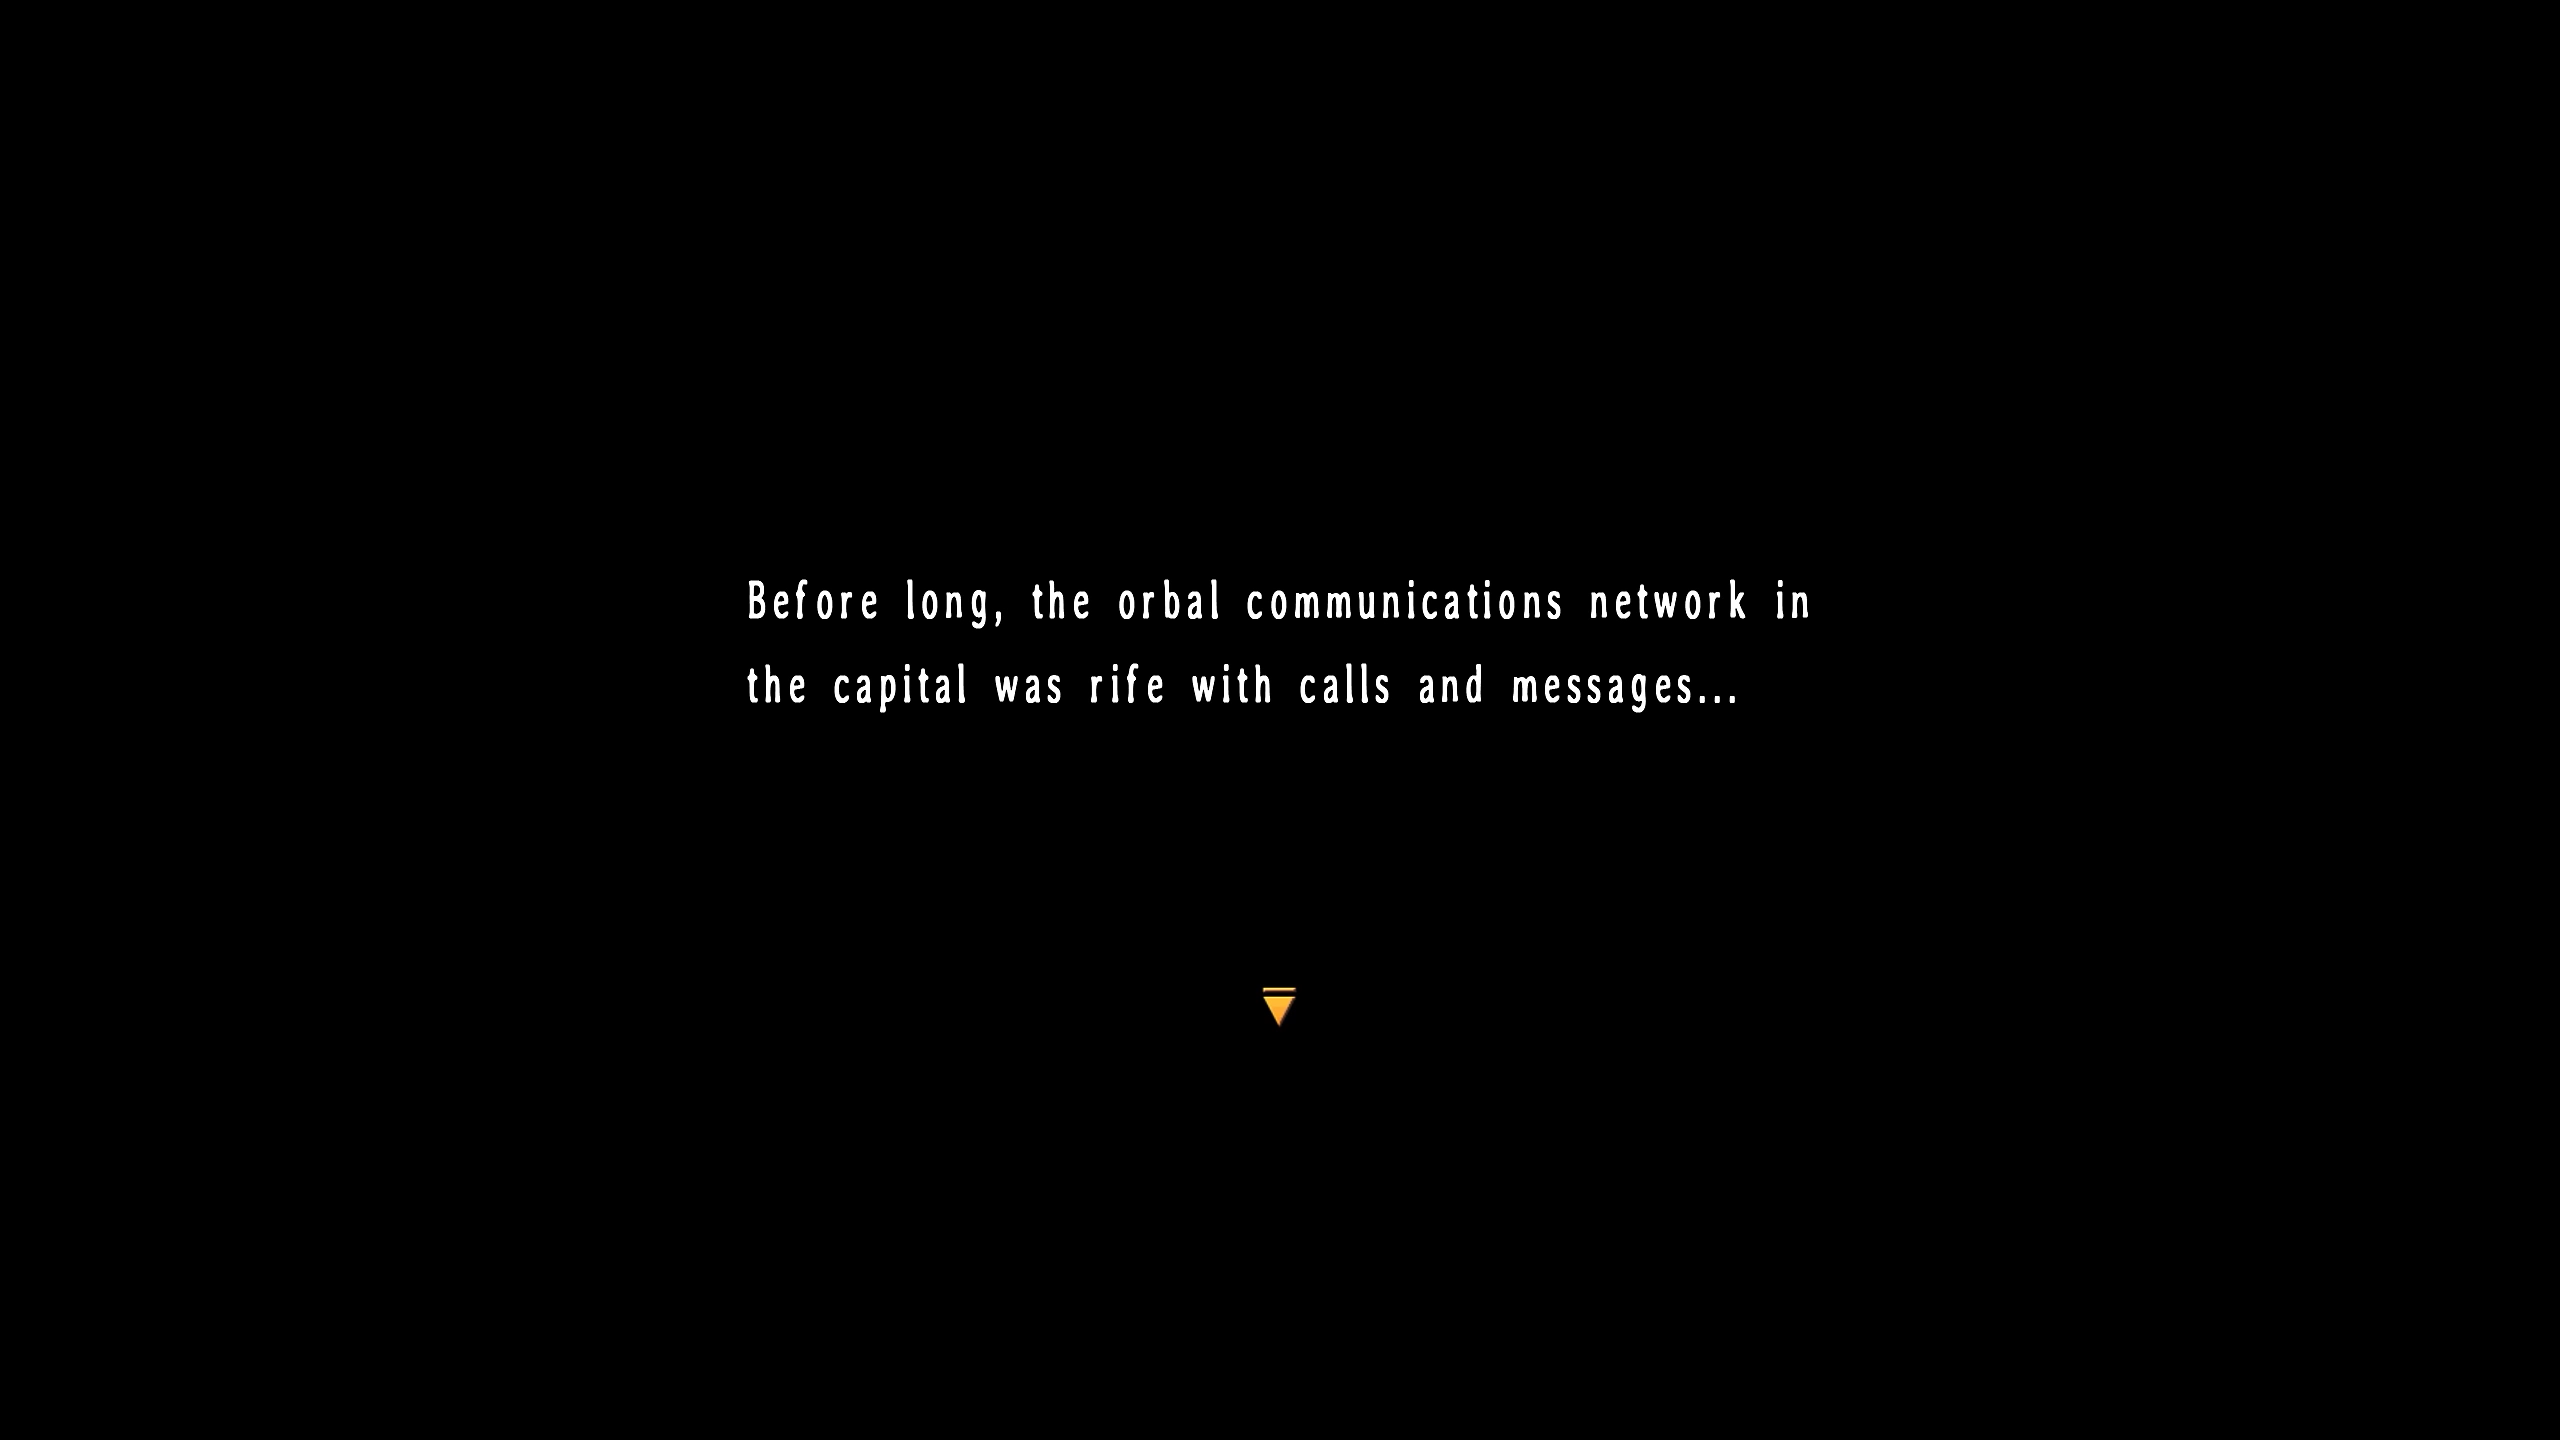 Before long, the orbal communications network in
the capital was rife with calls and messages...